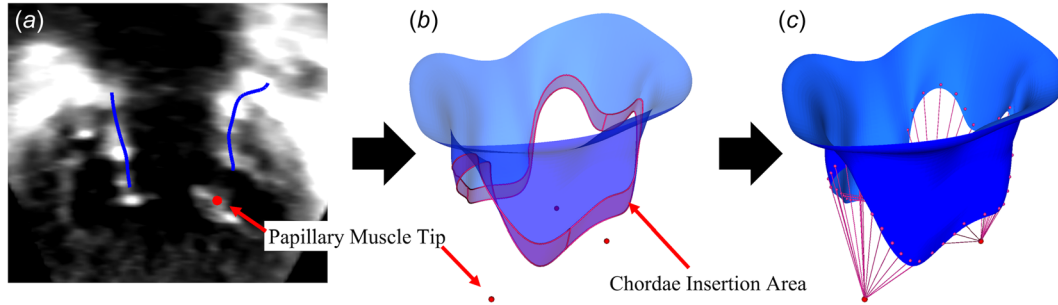 (a)
(b)
(c)
Papillary Muscle Tip
Chordae Insertion Area